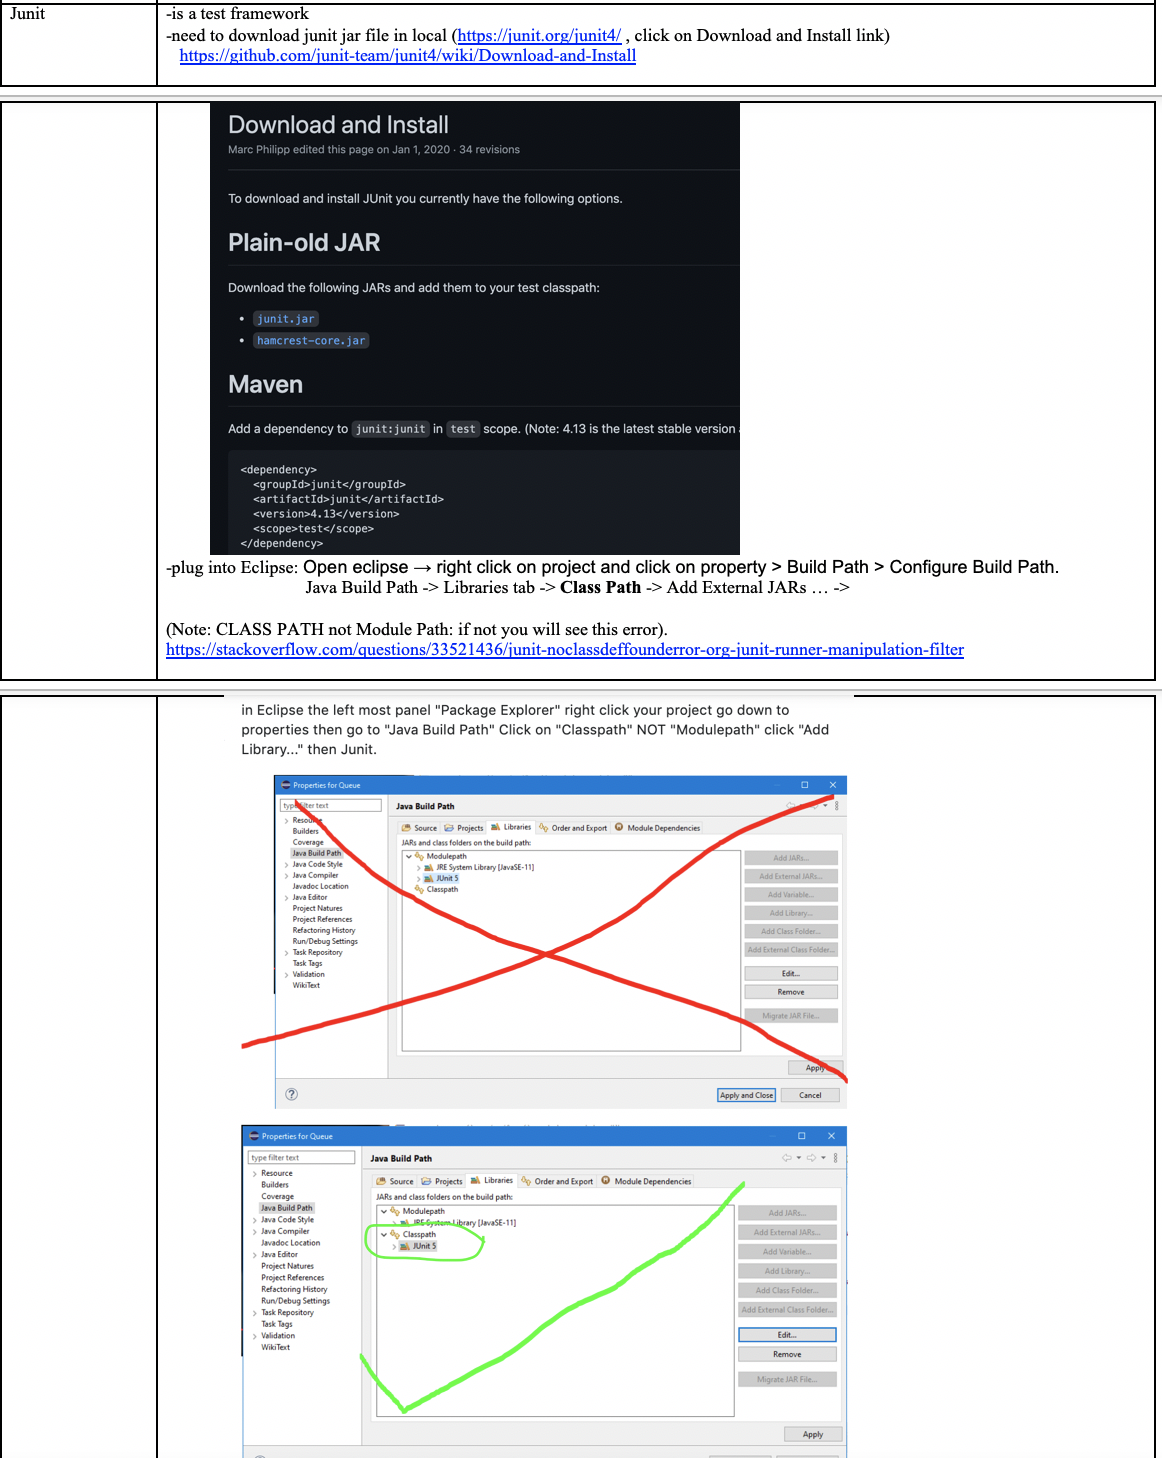 Junit
-is a test framework
-need to download junit jar file in local (https://junit.org/junit4/ , click on Download and Install link)
https://github.com/junit-team/junit4/wiki/Download-and-Install
Download and Install
Marc Philipp edited this page on Jan 1, 2020 · 34 revisions
To download and install JUnit you currently have the following options.
Plain-old JAR
Download the following JARs and add them to your test classpath:
• junit.jar
• hamcrest-core.jar
Maven
Add a dependency to junit:junit in test scope. (Note: 4.13 is the latest stable version
<dependency>
<groupId>junit</groupId>
<artifactId>junit</artifactId>
<version>4.13</version>
<scope>test</scope>
</dependency>
-plug into Eclipse: Open eclipse → right click on project and click on property > Build Path > Configure Build Path.
Java Build Path -> Libraries tab -> Class Path -> Add External JARs … ->
(Note: CLASS PATH not Module Path: if not you will see this error).
https://stackoverflow.com/questions/33521436/junit-noclassdeffounderror-org-junit-runner-manipulation-filter
in Eclipse the left most panel "Package Explorer" right click your project go down to
properties then go to "Java Build Path" Click on "Classpath" NOT "Modulepath" click "Add
Library..." then Junit.
Properties for Queue
type filter text
Resource
Builders
Coverage
Java Build Path
Java Code Style
Java Compiler
Javadoc Location
Java Editor
Project Natures
Project References
Refactoring History
Run/Debug Settings
Task Repository
Task Tags
Validation
WikiText
Java Build Path
Source Projects Libraries Order and Export Module Dependencies
JARs and class folders on the build path:
Modulepath
JRE System Library [JavaSE-11]
JUnit 5
Classpath
Add JARs...
Add External JARs...
Add Variable...
Add Library...
Add Class Folder...
Add External Class Folder...
Edit...
Remove
Migrate JAR File...
Apply
? Apply and Close Cancel
Properties for Queue
type filter text
Resource
Builders
Coverage
Java Build Path
Java Code Style
Java Compiler
Javadoc Location
Java Editor
Project Natures
Project References
Refactoring History
Run/Debug Settings
Task Repository
Task Tags
Validation
WikiText
Java Build Path
Source Projects Libraries Order and Export Module Dependencies
JARs and class folders on the build path:
Modulepath
JRE System Library [JavaSE-11]
Classpath
JUnit 5
Add JARs...
Add External JARs...
Add Variable...
Add Library...
Add Class Folder...
Add External Class Folder...
Edit...
Remove
Migrate JAR File...
Apply